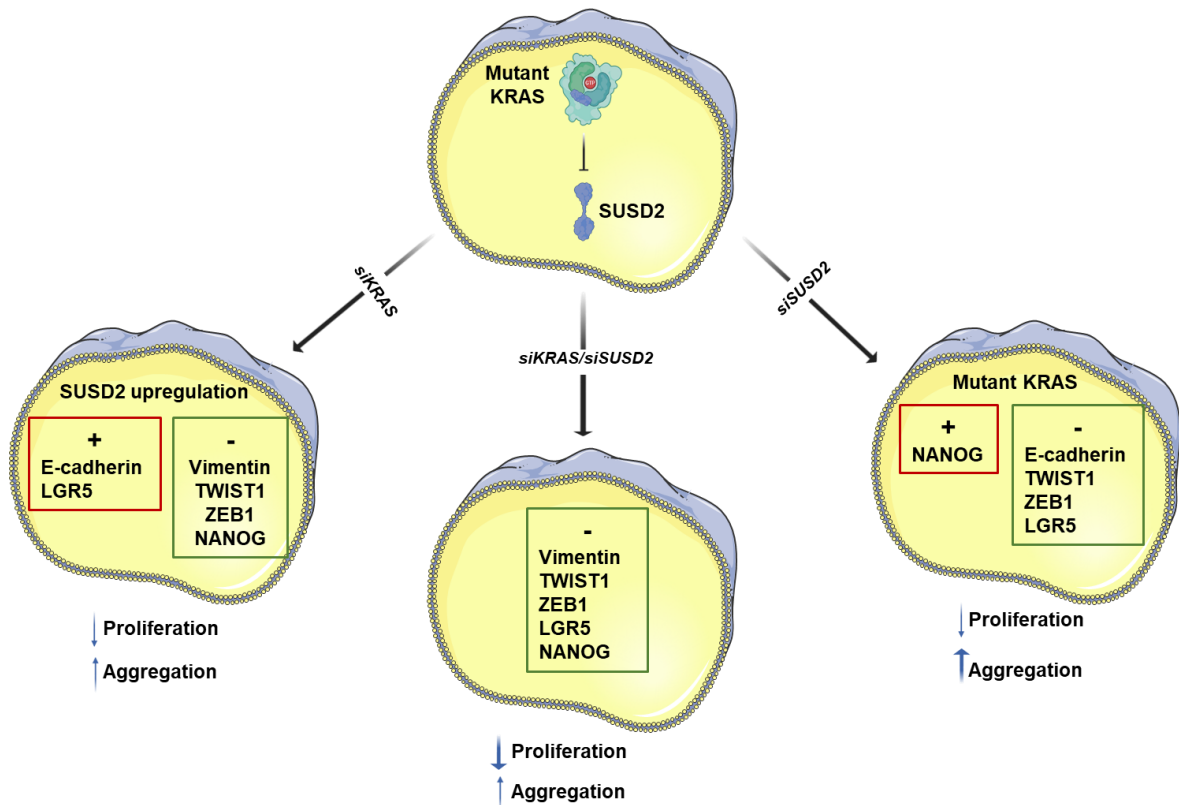 Mutant
KRAS
GTP
SUSD2
siKRAS
siKRAS/siSUSD2
siSUSD2
SUSD2 upregulation
+
E-cadherin
LGR5
-
Vimentin
TWIST1
ZEB1
NANOG
Proliferation
Aggregation
-
Vimentin
TWIST1
ZEB1
LGR5
NANOG
Proliferation
Aggregation
Mutant KRAS
+
NANOG
-
E-cadherin
TWIST1
ZEB1
LGR5
Proliferation
Aggregation